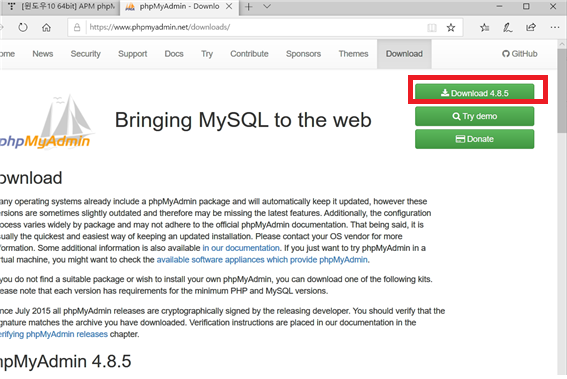 [윈도우10 64bit] APM phpM
phpMyAdmin - Downlo
https://www.phpmyadmin.net/downloads/
Home News Security Support Docs Try Contribute Sponsors Themes Download GitHub
Download 4.8.5
Try demo
Donate
phpMyAdmin
Bringing MySQL to the web
ownload
any operating systems already include a phpMyAdmin package and will automatically keep it updated, however these
ersions are sometimes slightly outdated and therefore may be missing the latest features. Additionally, the configuration
ocess varies widely by package and may not adhere to the official phpMyAdmin documentation. That being said, it is
ually the quickest and easiest way of keeping an updated installation. Please contact your OS vendor for more
formation. Some additional information is also available in our documentation. If you just want to try phpMyAdmin in a
rtual machine, you might want to check the available software appliances which provide phpMyAdmin.
you do not find a suitable package or wish to install your own phpMyAdmin, you can download one of the following kits.
ease note that each version has requirements for the minimum PHP and MySQL versions.
nce July 2015 all phpMyAdmin releases are cryptographically signed by the releasing developer. You should verify that the
gnature matches the archive you have downloaded. Verification instructions are placed in our documentation in the
erifying phpMyAdmin releases chapter.
hpMyAdmin 4.8.5